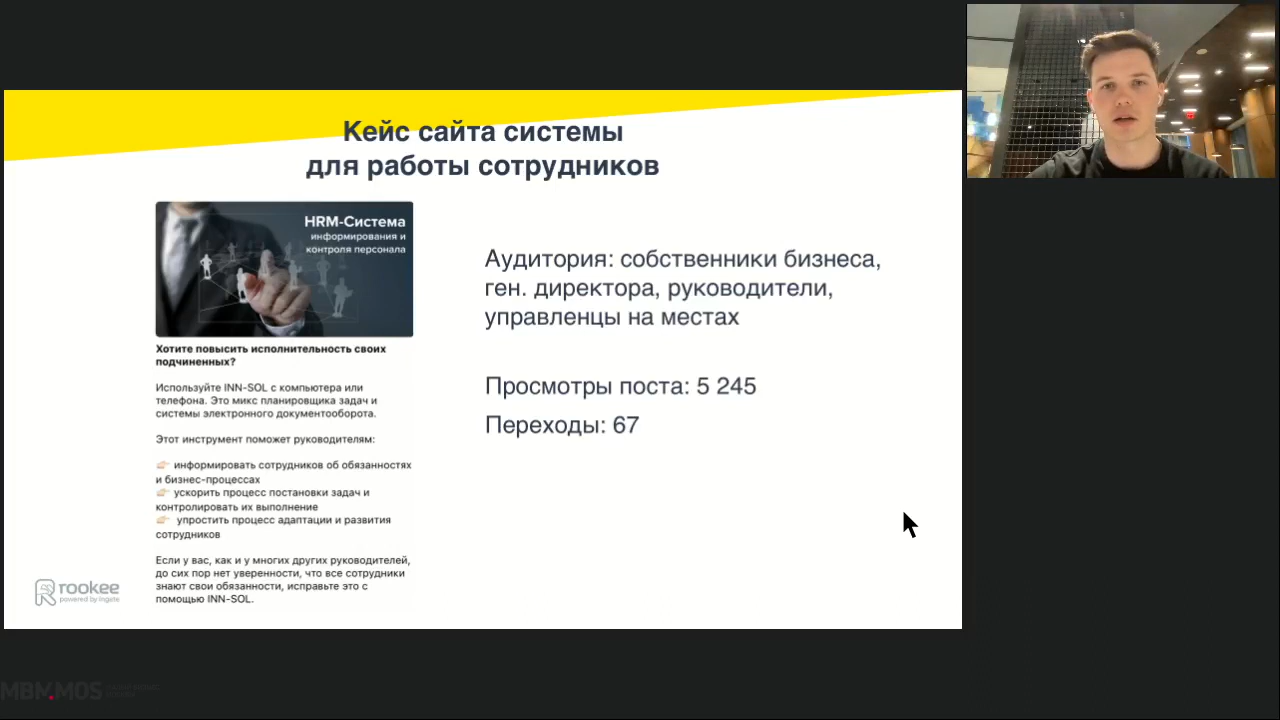 Кейс сайта системы
для работы сотрудников
HRM-Система
информирования и
контроля персонала
Хотите повысить исполнительность своих
подчиненных?
Используйте INN-SOL с компьютера или
телефона. Это микс планировщика задач и
системы электронного документооборота.
Этот инструмент поможет руководителям:
👉🏻 информировать сотрудников об обязанностях
и бизнес-процессах
👉🏻 ускорить процесс постановки задач и
контролировать их выполнение
👉🏻 упростить процесс адаптации и развития
сотрудников
Если у вас, как и у многих других руководителей,
до сих пор нет уверенности, что все сотрудники
знают свои обязанности, исправьте это с
помощью INN-SOL.
Аудитория: собственники бизнеса,
ген. директора, руководители,
управленцы на местах
Просмотры поста: 5 245
Переходы: 67
rookee
powered by Ingate
MBM.MOS